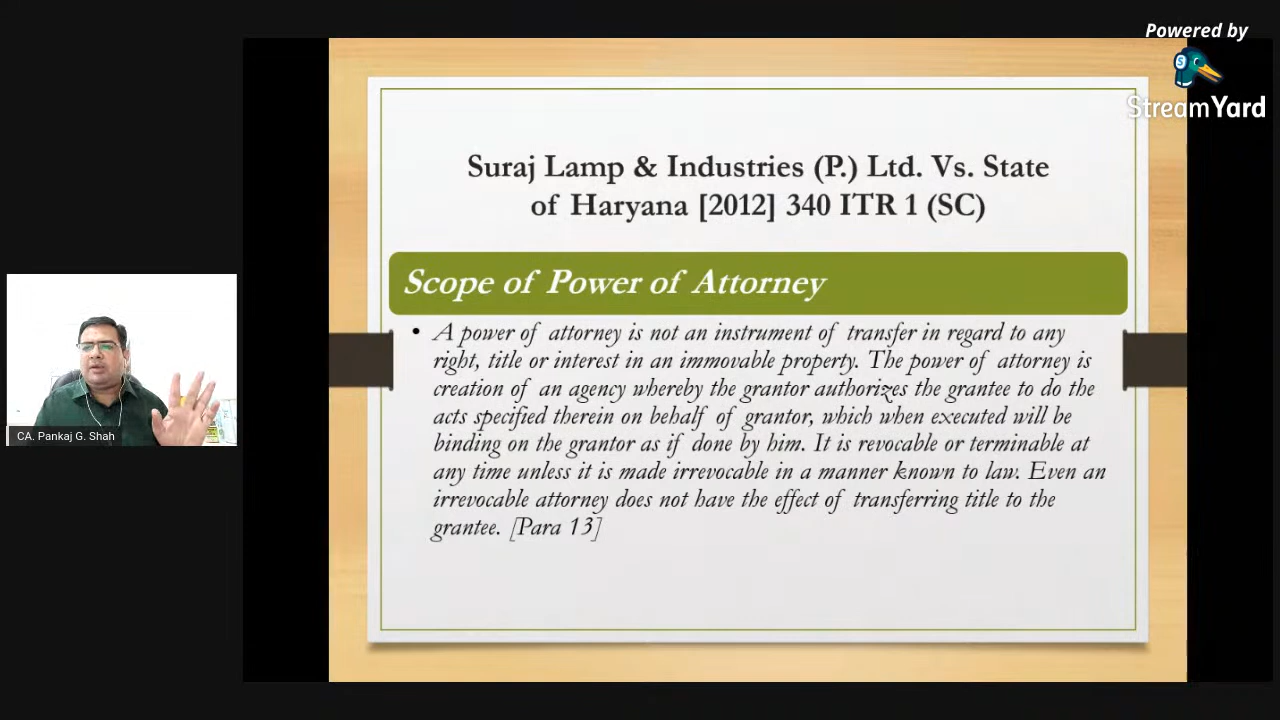 Powered by
StreamYard
Suraj Lamp & Industries (P.) Ltd. Vs. State
of Haryana [2012] 340 ITR 1 (SC)
Scope of Power of Attorney
• A power of attorney is not an instrument of transfer in regard to any
right, title or interest in an immovable property. The power of attorney is
creation of an agency whereby the grantor authorizes the grantee to do the
acts specified therein on behalf of grantor, which when executed will be
binding on the grantor as if done by him. It is revocable or terminable at
any time unless it is made irrevocable in a manner known to law. Even an
irrevocable attorney does not have the effect of transferring title to the
grantee. [Para 13]
CA. Pankaj G. Shah